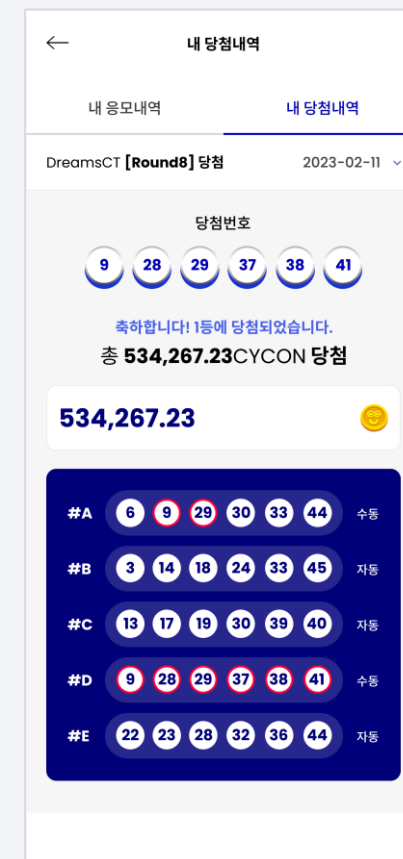 내 당첨내역
내 응모내역 내 당첨내역
DreamsCT [Round8] 당첨 2023-02-11
당첨번호
9 28 29 37 38 41
축하합니다! 1등에 당첨되었습니다.
총 534,267.23CYCON 당첨
534,267.23
#A 6 9 29 30 33 44 수동
#B 3 14 18 24 33 45 자동
#C 13 17 19 30 39 40 자동
#D 9 28 29 37 38 41 수동
#E 22 23 28 32 36 44 자동